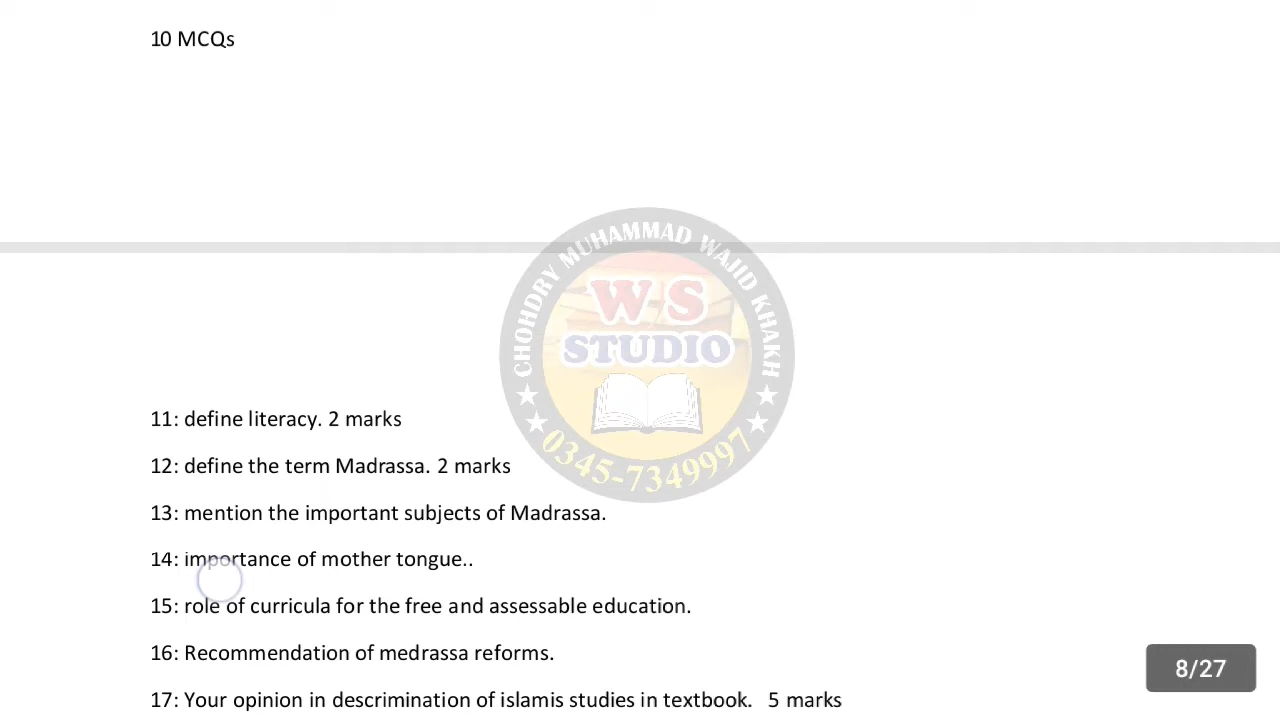 10 MCQs
CHOHDRY MUHAMMAD WAJID KHAKH
W S
STUDIO
0345-7349997
11: define literacy. 2 marks
12: define the term Madrassa. 2 marks
13: mention the important subjects of Madrassa.
14: importance of mother tongue..
15: role of curricula for the free and assessable education.
16: Recommendation of medrassa reforms.
17: Your opinion in descrimination of islamis studies in textbook. 5 marks
8/27